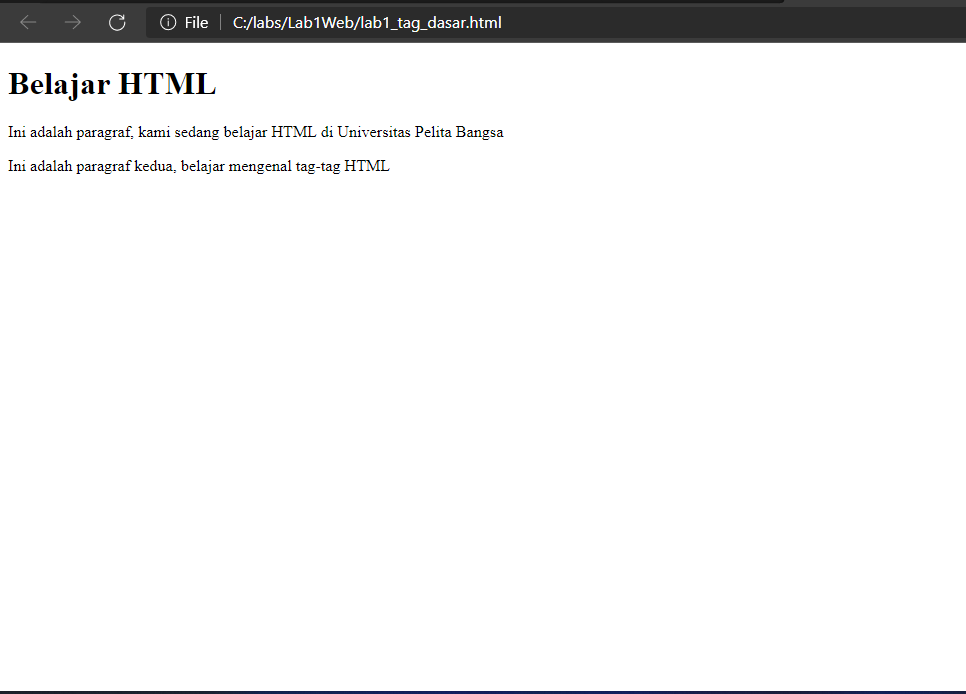 File C:/labs/Lab1Web/lab1_tag_dasar.html
Belajar HTML
Ini adalah paragraf, kami sedang belajar HTML di Universitas Pelita Bangsa
Ini adalah paragraf kedua, belajar mengenal tag-tag HTML